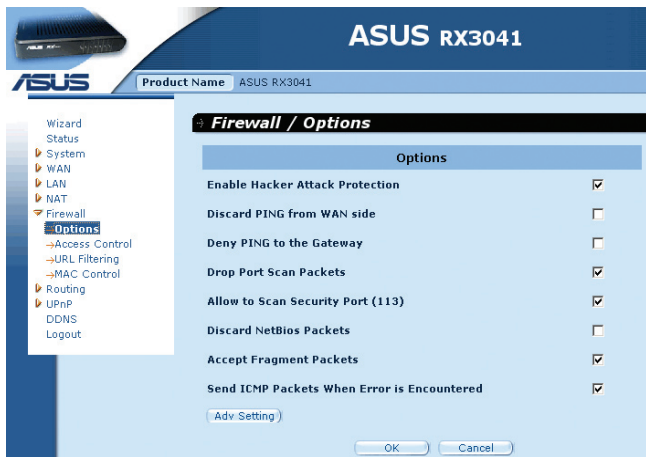 ASUS RX3041
ASUS
Product Name ASUS RX3041
Wizard
Status
System
WAN
LAN
NAT
Firewall
Options
Access Control
URL Filtering
MAC Control
Routing
UPnP
DDNS
Logout
Firewall / Options
Options
Enable Hacker Attack Protection
Discard PING from WAN side
Deny PING to the Gateway
Drop Port Scan Packets
Allow to Scan Security Port (113)
Discard NetBios Packets
Accept Fragment Packets
Send ICMP Packets When Error is Encountered
Adv Setting
OK Cancel